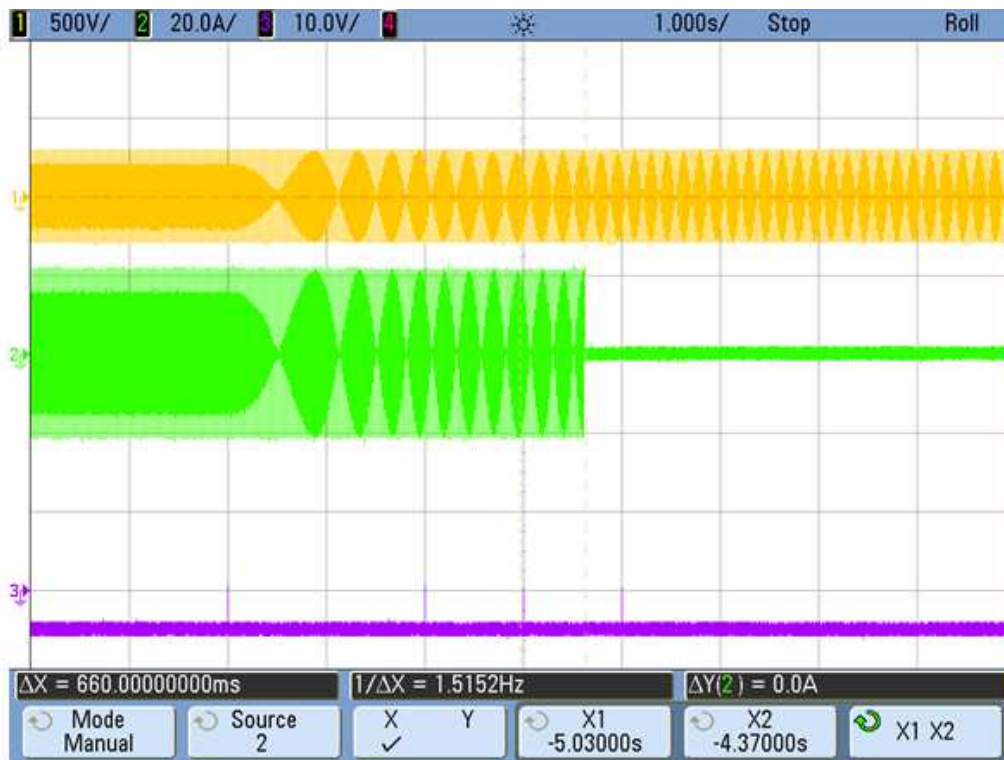 1 500V/ 2 20.0A/ 3 10.0V/ 4 1.000s/ Stop Roll
1
2
3
ΔX = 660.00000000ms 1/ΔX = 1.5152Hz ΔY(2) = 0.0A
Mode Source X Y X1 X2 X1 X2
Manual 2 ✓ -5.03000s -4.37000s